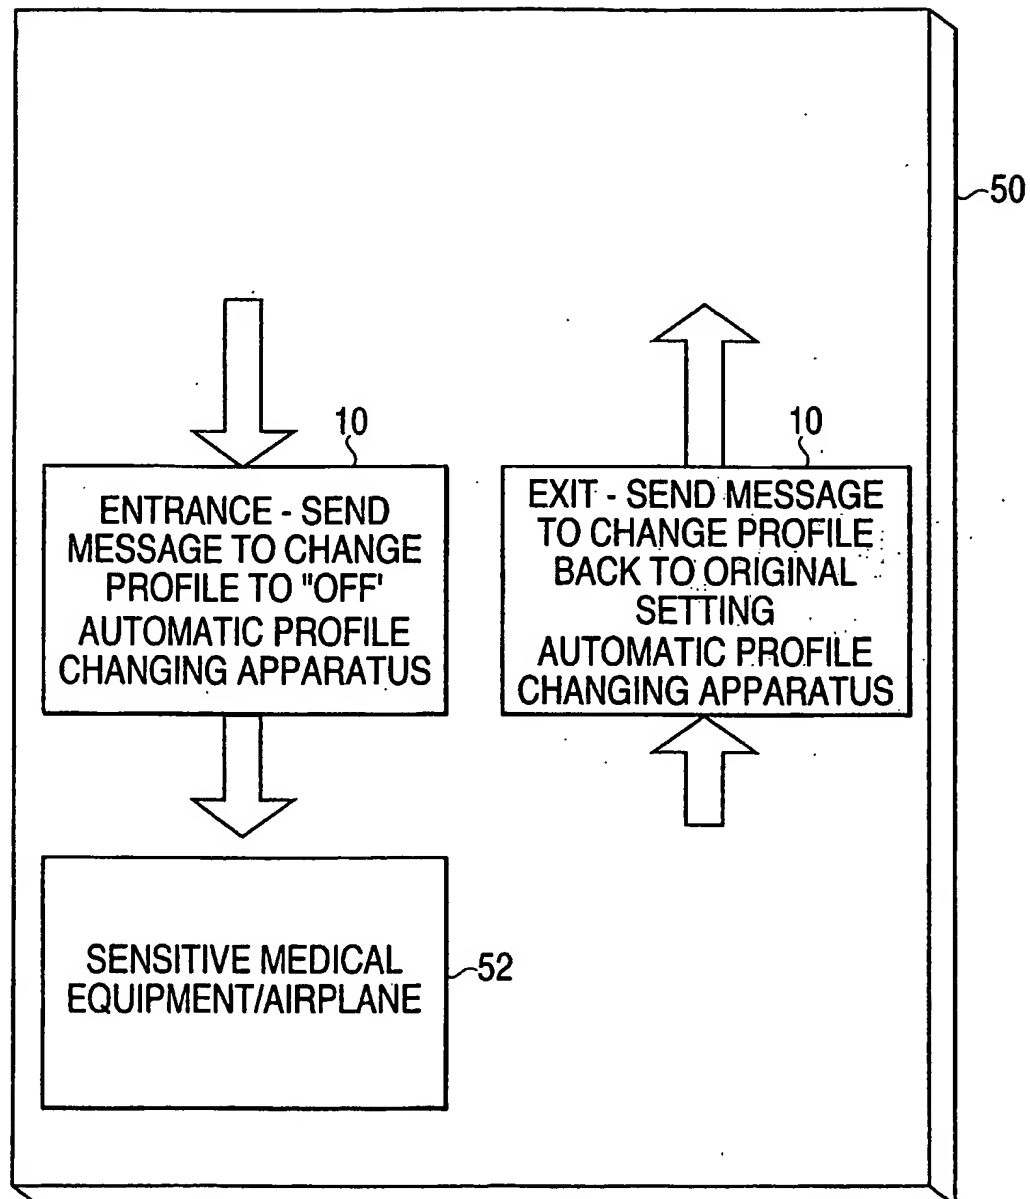 50
10
ENTRANCE - SEND
MESSAGE TO CHANGE
PROFILE TO "OFF'
AUTOMATIC PROFILE
CHANGING APPARATUS
10
EXIT - SEND MESSAGE
TO CHANGE PROFILE
BACK TO ORIGINAL
SETTING
AUTOMATIC PROFILE
CHANGING APPARATUS
SENSITIVE MEDICAL
EQUIPMENT/AIRPLANE
52